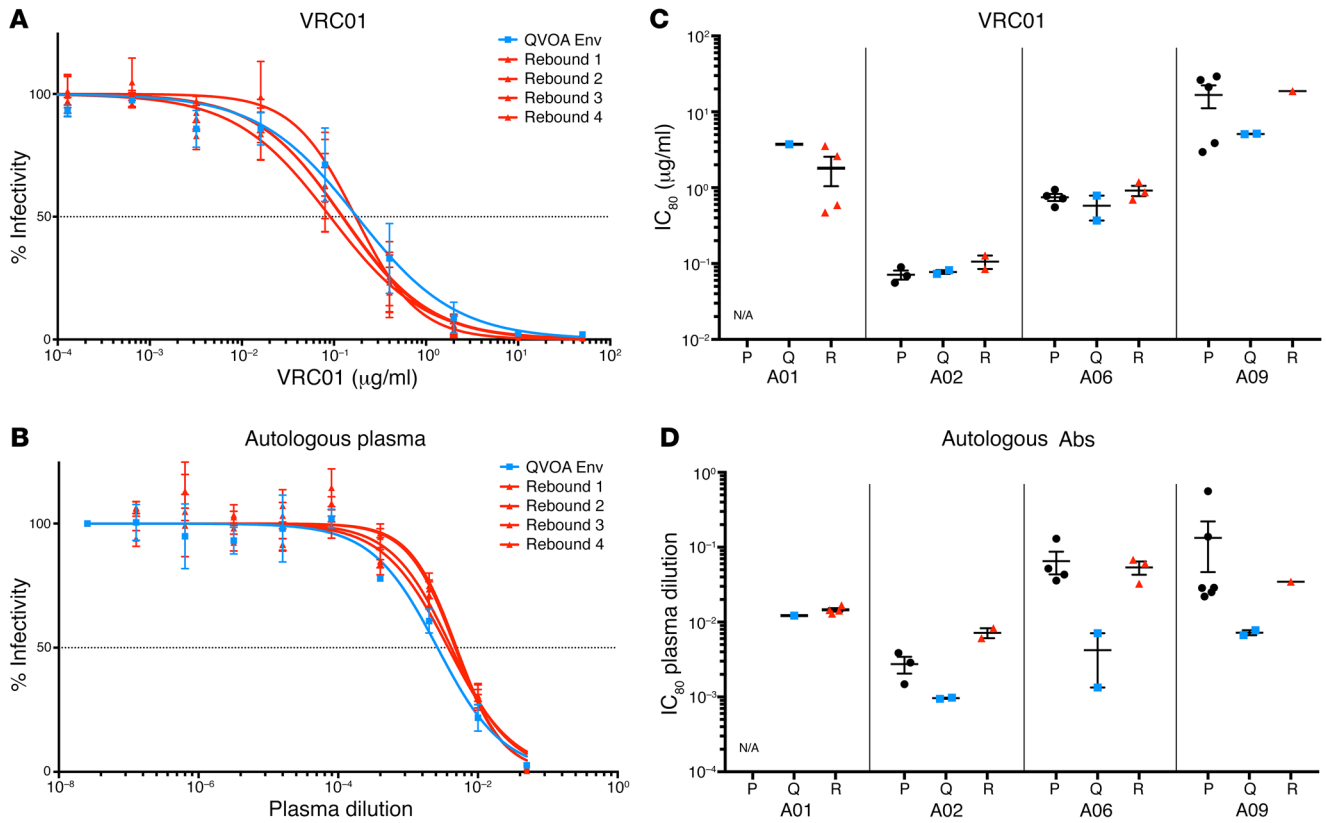 A
VRC01
QVOA Env
Rebound 1
Rebound 2
Rebound 3
Rebound 4
% Infectivity
100
50
0
10⁻⁴ 10⁻³ 10⁻² 10⁻¹ 10⁰ 10¹ 10²
VRC01 (μg/ml)
B
Autologous plasma
QVOA Env
Rebound 1
Rebound 2
Rebound 3
Rebound 4
% Infectivity
100
50
0
10⁻⁸ 10⁻⁶ 10⁻⁴ 10⁻² 10⁰
Plasma dilution
C
VRC01
IC₈₀ (μg/ml)
10²
10¹
10⁰
10⁻¹
10⁻²
N/A
P Q R P Q R P Q R P Q R
A01 A02 A06 A09
D
Autologous Abs
IC₈₀ plasma dilution
10⁰
10⁻¹
10⁻²
10⁻³
10⁻⁴
N/A
P Q R P Q R P Q R P Q R
A01 A02 A06 A09